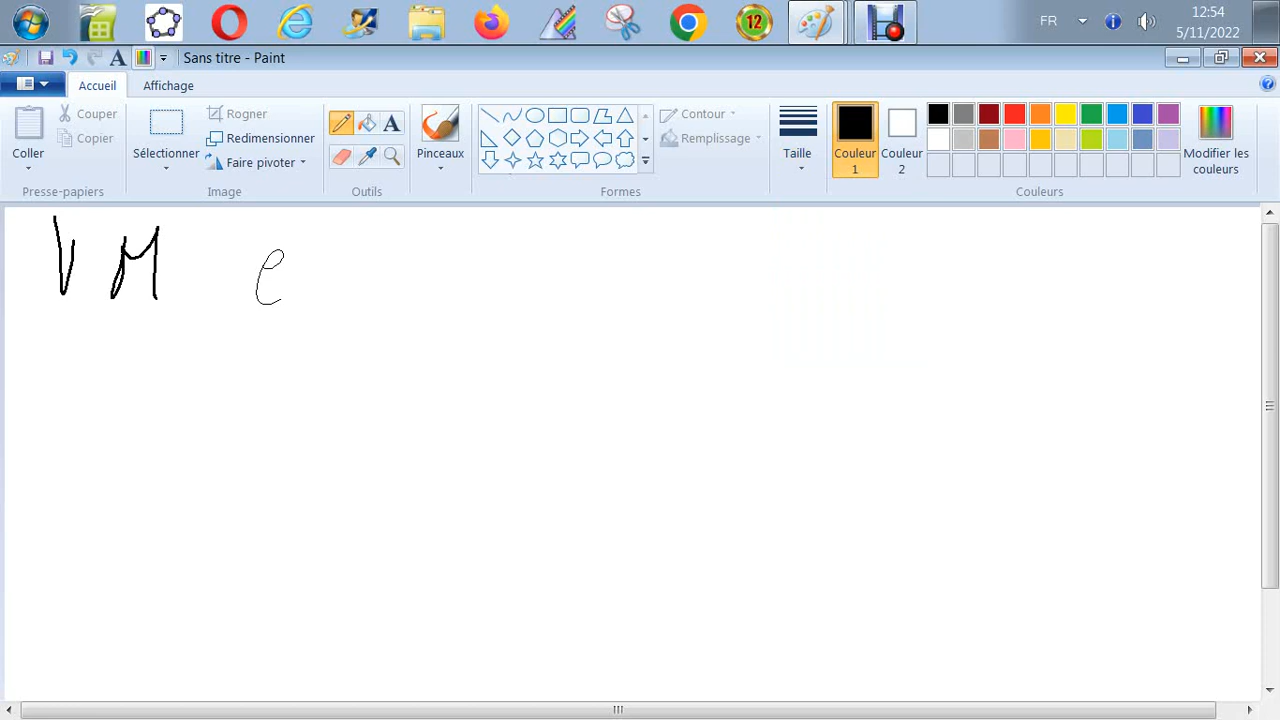 12
FR
12:54
5/11/2022
Sans titre - Paint
Accueil Affichage
Coller
Couper
Copier
Presse-papiers
Sélectionner
Rogner
Redimensionner
Faire pivoter
Image
A
Outils
Pinceaux
Formes
Contour
Remplissage
Taille
Couleur 1
Couleur 2
Modifier les couleurs
Couleurs
V M e